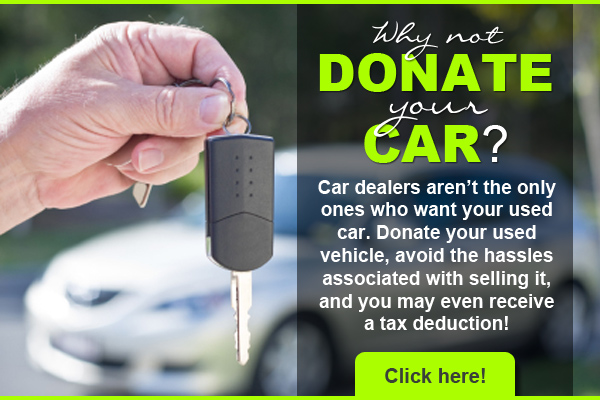 Why not
DONATE
your
CAR?
Car dealers aren’t the only
ones who want your used
car. Donate your used
vehicle, avoid the hassles
associated with selling it,
and you may even receive
a tax deduction!
Click here!